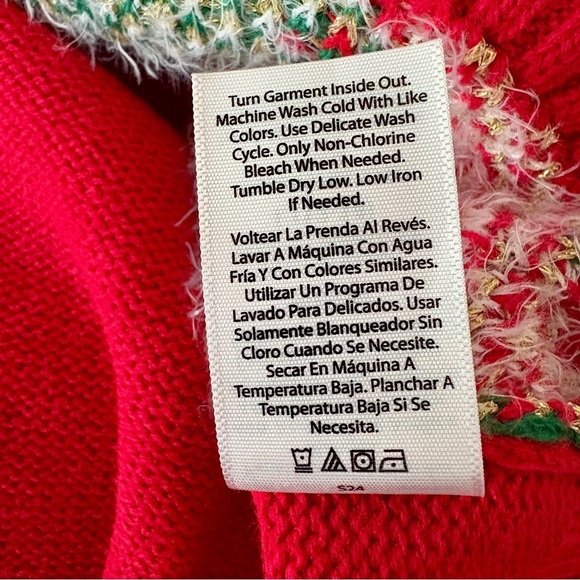 Turn Garment Inside Out.
Machine Wash Cold With Like
Colors. Use Delicate Wash
Cycle. Only Non-Chlorine
Bleach When Needed.
Tumble Dry Low. Low Iron
If Needed.
Voltear La Prenda Al Revés.
Lavar A Máquina Con Agua
Fría Y Con Colores Similares.
Utilizar Un Programa De
Lavado Para Delicados. Usar
Solamente Blanqueador Sin
Cloro Cuando Se Necesite.
Secar En Máquina A
Temperatura Baja. Planchar A
Temperatura Baja Si Se
Necesita.
S24